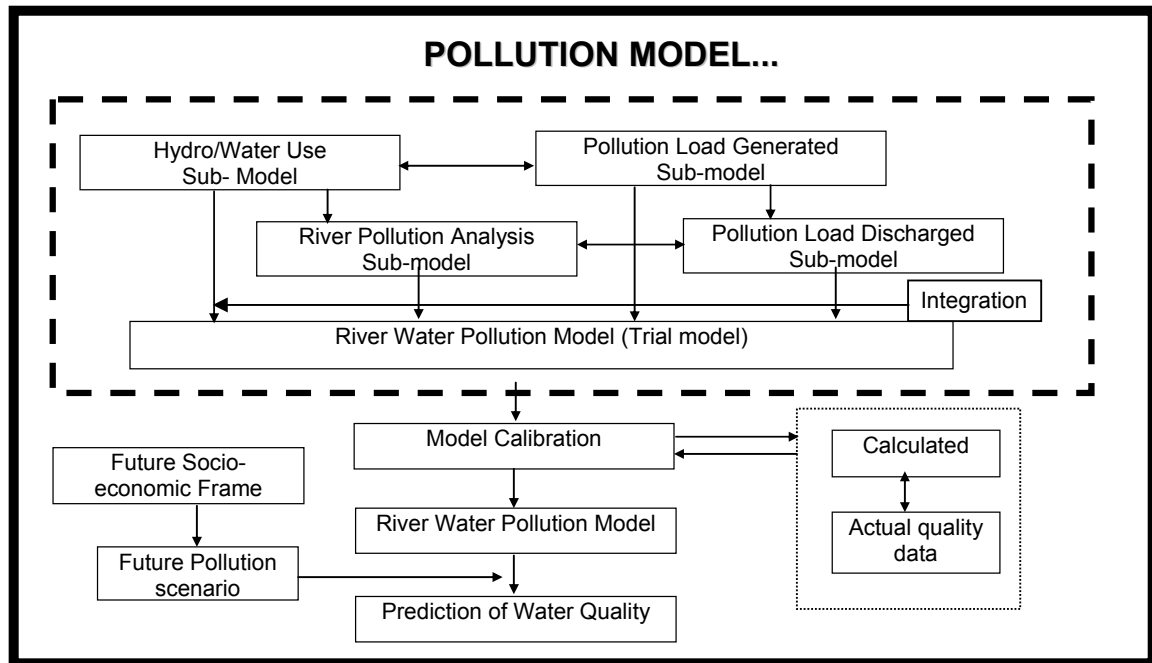 POLLUTION MODEL...
Hydro/Water Use
Sub- Model
Pollution Load Generated
Sub-model
River Pollution Analysis
Sub-model
Pollution Load Discharged
Sub-model
Integration
River Water Pollution Model (Trial model)
Model Calibration
Calculated
Future Socio-
economic Frame
River Water Pollution Model
Actual quality
data
Future Pollution
scenario
Prediction of Water Quality